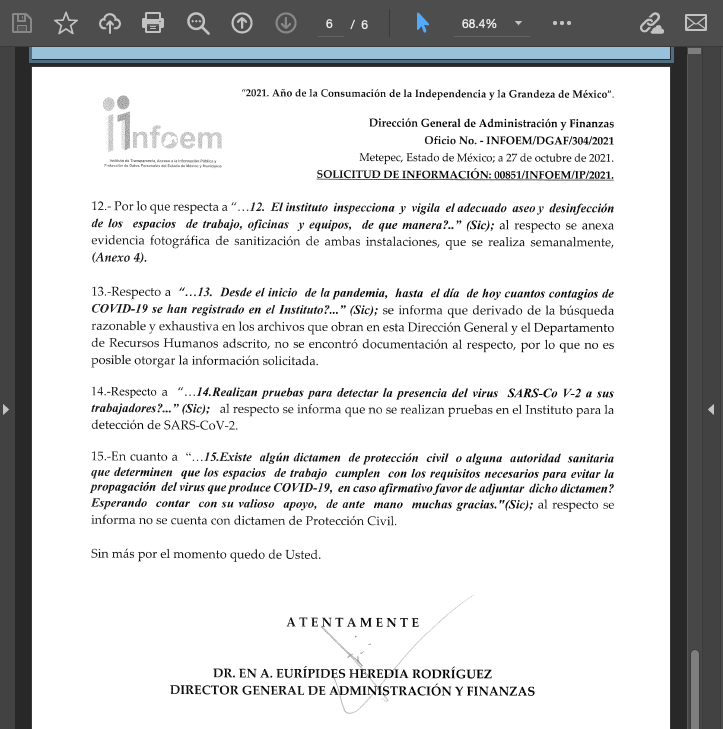 6 / 6
68.4%
"2021. Año de la Consumación de la Independencia y la Grandeza de México".
infoem
Instituto de Transparencia, Acceso a la Información Pública y
Protección de Datos Personales del Estado de México y Municipios
Dirección General de Administración y Finanzas
Oficio No. - INFOEM/DGAF/304/2021
Metepec, Estado de México; a 27 de octubre de 2021.
SOLICITUD DE INFORMACIÓN: 00851/INFOEM/IP/2021.
12.- Por lo que respecta a "…12. El instituto inspecciona y vigila el adecuado aseo y desinfección
de los espacios de trabajo, oficinas y equipos, de que manera?.." (Sic); al respecto se anexa
evidencia fotográfica de sanitización de ambas instalaciones, que se realiza semanalmente,
(Anexo 4).
13.-Respecto a "…13. Desde el inicio de la pandemia, hasta el día de hoy cuantos contagios de
COVID-19 se han registrado en el Instituto?..." (Sic); se informa que derivado de la búsqueda
razonable y exhaustiva en los archivos que obran en esta Dirección General y el Departamento
de Recursos Humanos adscrito, no se encontró documentación al respecto, por lo que no es
posible otorgar la información solicitada.
14.-Respecto a "…14.Realizan pruebas para detectar la presencia del virus SARS-Co V-2 a sus
trabajadores?..." (Sic); al respecto se informa que no se realizan pruebas en el Instituto para la
detección de SARS-CoV-2.
15.-En cuanto a "…15.Existe algún dictamen de protección civil o alguna autoridad sanitaria
que determinen que los espacios de trabajo cumplen con los requisitos necesarios para evitar la
propagación del virus que produce COVID-19, en caso afirmativo favor de adjuntar dicho dictamen?
Esperando contar con su valioso apoyo, de ante mano muchas gracias."(Sic); al respecto se
informa no se cuenta con dictamen de Protección Civil.
Sin más por el momento quedo de Usted.
A T E N T A M E N T E
DR. EN A. EURÍPIDES HEREDIA RODRÍGUEZ
DIRECTOR GENERAL DE ADMINISTRACIÓN Y FINANZAS